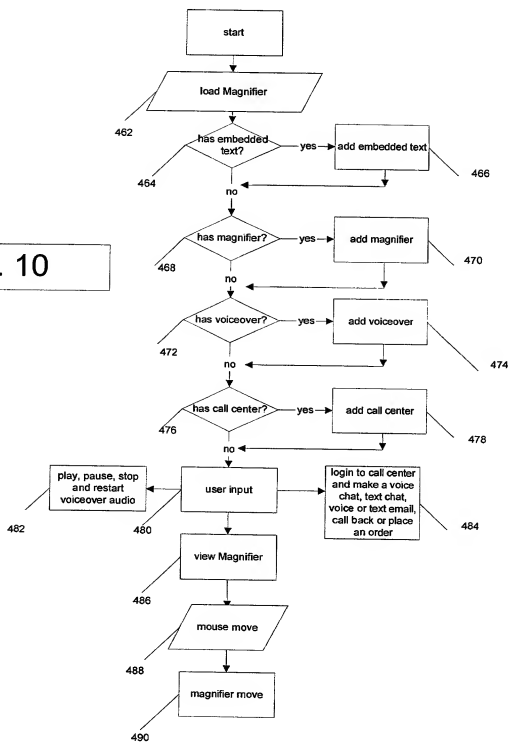 start
load Magnifier
462
has embedded
text?
yes
add embedded text
464
466
no
. 10
has magnifier?
yes
add magnifier
468
470
no
has voiceover?
yes
add voiceover
472
474
no
has call center?
yes
add call center
476
478
no
play, pause, stop
and restart
voiceover audio
482
user input
480
login to call center
and make a voice
chat, text chat,
voice or text email,
call back or place
an order
484
view Magnifier
486
mouse move
488
magnifier move
490